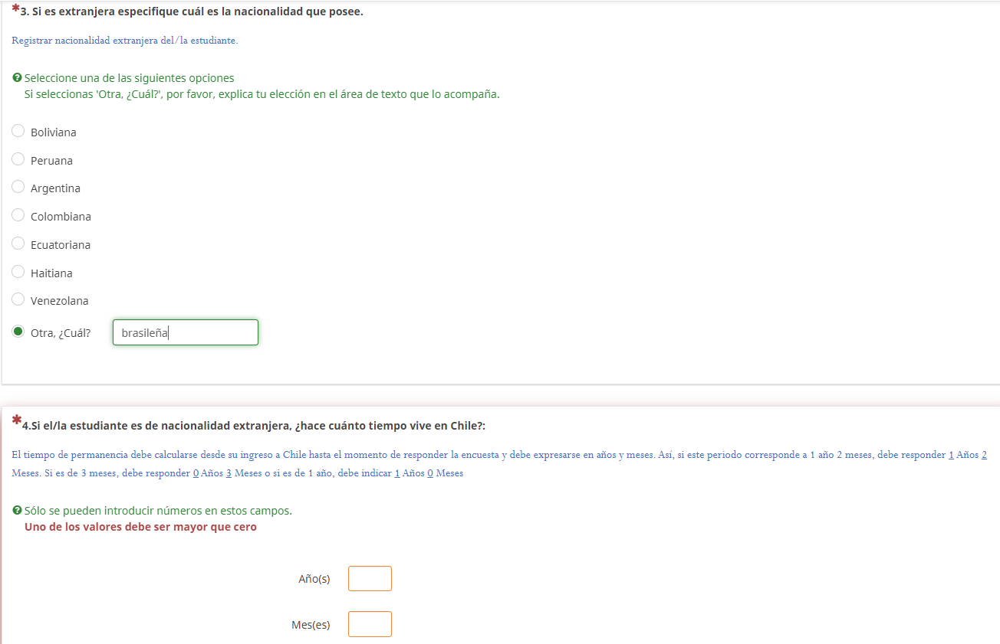 *3. Si es extranjera especifique cuál es la nacionalidad que posee.
Registrar nacionalidad extranjera del/la estudiante.
Seleccione una de las siguientes opciones
Si seleccionas 'Otra, ¿Cuál?', por favor, explica tu elección en el área de texto que lo acompaña.
Boliviana
Peruana
Argentina
Colombiana
Ecuatoriana
Haitiana
Venezolana
Otra, ¿Cuál? brasileña
*4.Si el/la estudiante es de nacionalidad extranjera, ¿hace cuánto tiempo vive en Chile?:
El tiempo de permanencia debe calcularse desde su ingreso a Chile hasta el momento de responder la encuesta y debe expresarse en años y meses. Así, si este periodo corresponde a 1 año 2 meses, debe responder 1 Años 2
Meses. Si es de 3 meses, debe responder 0 Años 3 Meses o si es de 1 año, debe indicar 1 Años 0 Meses
Sólo se pueden introducir números en estos campos.
Uno de los valores debe ser mayor que cero
Año(s)
Mes(es)